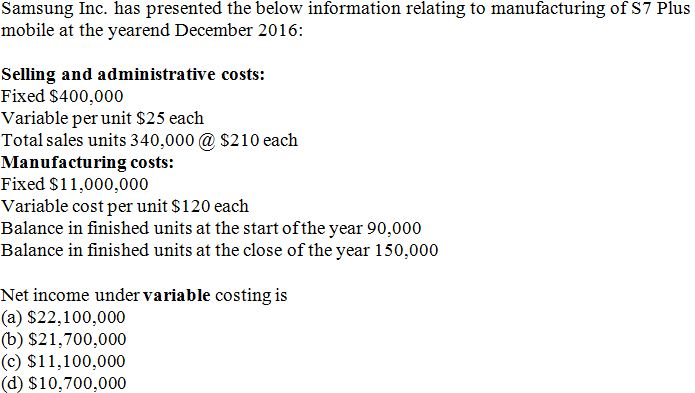 Samsung Inc. has presented the below information relating to manufacturing of S7 Plus
mobile at the yearend December 2016:
Selling and administrative costs:
Fixed $400,000
Variable per unit $25 each
Total sales units 340,000 @ $210 each
Manufacturing costs:
Fixed $11,000,000
Variable cost per unit $120 each
Balance in finished units at the start of the year 90,000
Balance in finished units at the close of the year 150,000
Net income under variable costing is
(a) $22,100,000
(b) $21,700,000
(c) $11,100,000
(d) $10,700,000